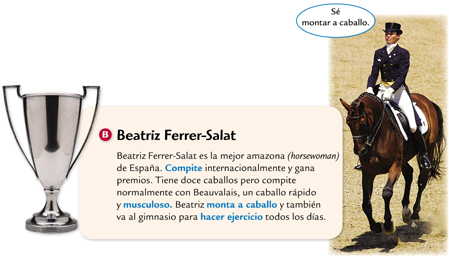 Sé
montar a caballo.
B Beatriz Ferrer-Salat
Beatriz Ferrer-Salat es la mejor amazona (horsewoman)
de España. Compite internacionalmente y gana
premios. Tiene doce caballos pero compite
normalmente con Beauvalais, un caballo rápido
y musculoso. Beatriz monta a caballo y también
va al gimnasio para hacer ejercicio todos los días.